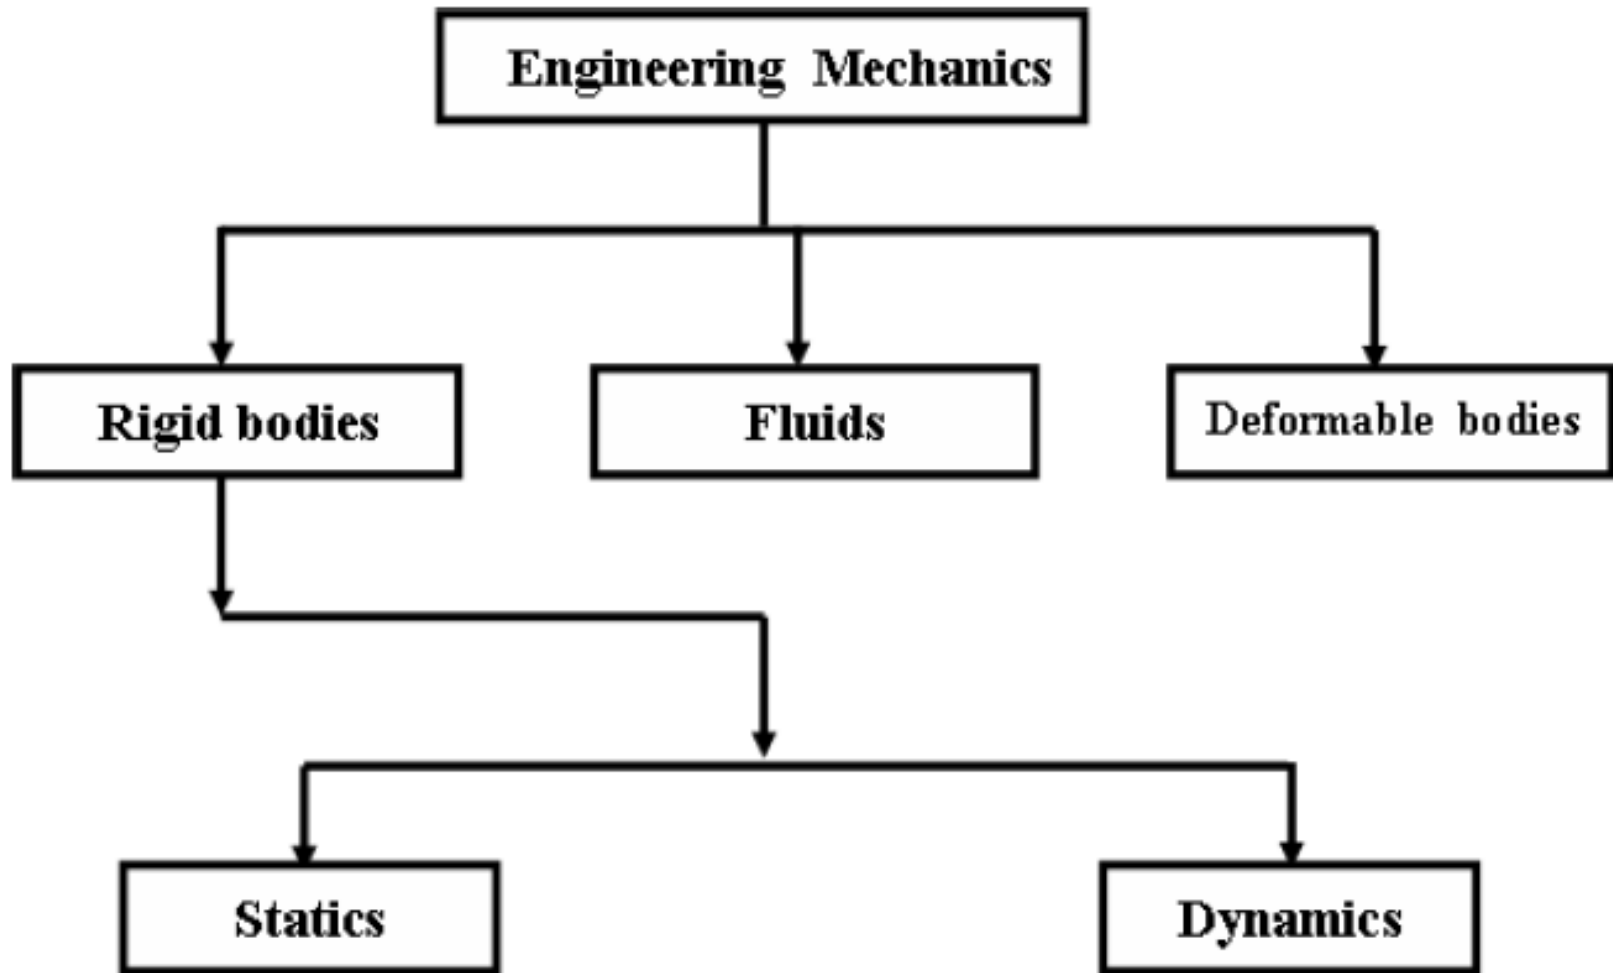 Engineering Mechanics
Rigid bodies
Fluids
Deformable bodies
Statics
Dynamics